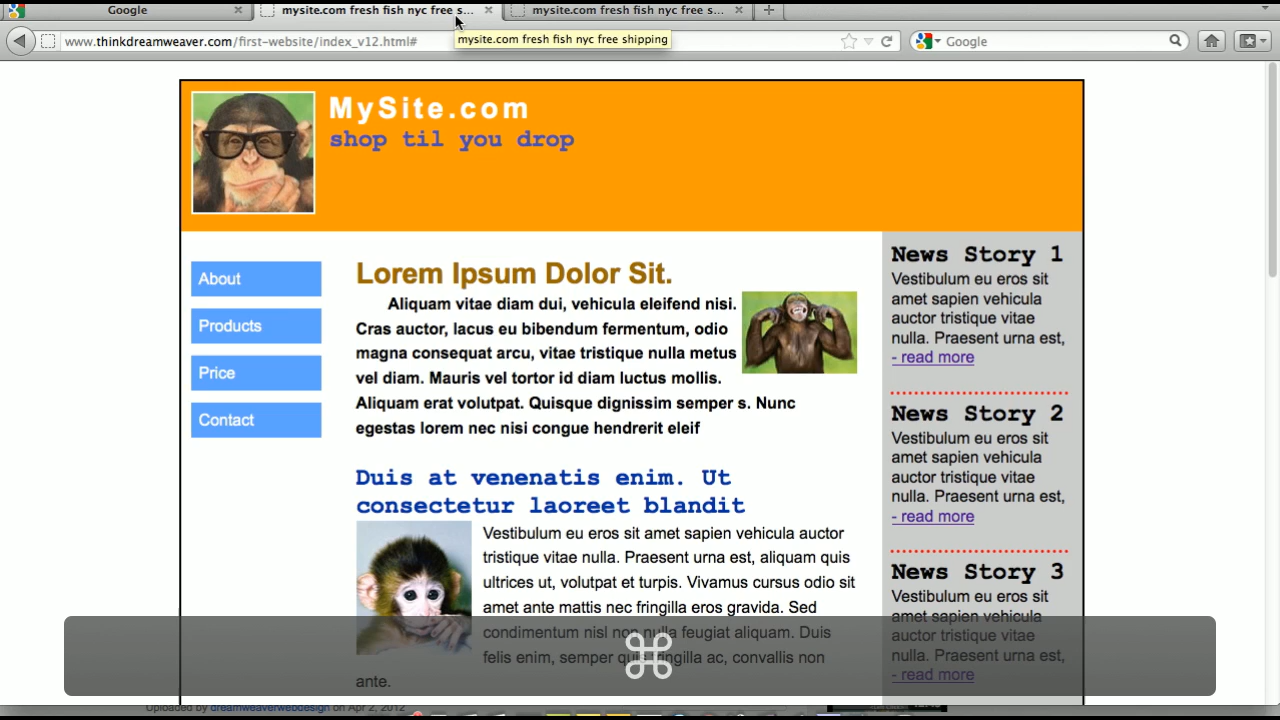 Google
mysite.com fresh fish nyc free s...
mysite.com fresh fish nyc free s...
www.thinkdreamweaver.com/first-website/index_v12.html#
mysite.com fresh fish nyc free shipping
Google
MySite.com
shop til you drop
About
Products
Price
Contact
Lorem Ipsum Dolor Sit.
Aliquam vitae diam dui, vehicula eleifend nisi.
Cras auctor, lacus eu bibendum fermentum, odio
magna consequat arcu, vitae tristique nulla metus
vel diam. Mauris vel tortor id diam luctus mollis.
Aliquam erat volutpat. Quisque dignissim semper s. Nunc
egestas lorem nec nisi congue hendrerit eleif
Duis at venenatis enim. Ut
consectetur laoreet blandit
Vestibulum eu eros sit amet sapien vehicula auctor
tristique vitae nulla. Praesent urna est, aliquam quis
ultrices ut, volutpat et turpis. Vivamus cursus odio sit
amet ante mattis nec fringilla eros gravida. Sed
condimentum nisl non nulla feugiat aliquam. Duis
felis enim, semper quis fringilla ac, convallis non
ante.
News Story 1
Vestibulum eu eros sit
amet sapien vehicula
auctor tristique vitae
nulla. Praesent urna est,
- read more
News Story 2
Vestibulum eu eros sit
amet sapien vehicula
auctor tristique vitae
nulla. Praesent urna est,
- read more
News Story 3
Vestibulum eu eros sit
amet sapien vehicula
auctor tristique vitae
nulla. Praesent urna est,
- read more
⌘
Uploaded by dreamweaverwebdesign on Apr 2, 2012